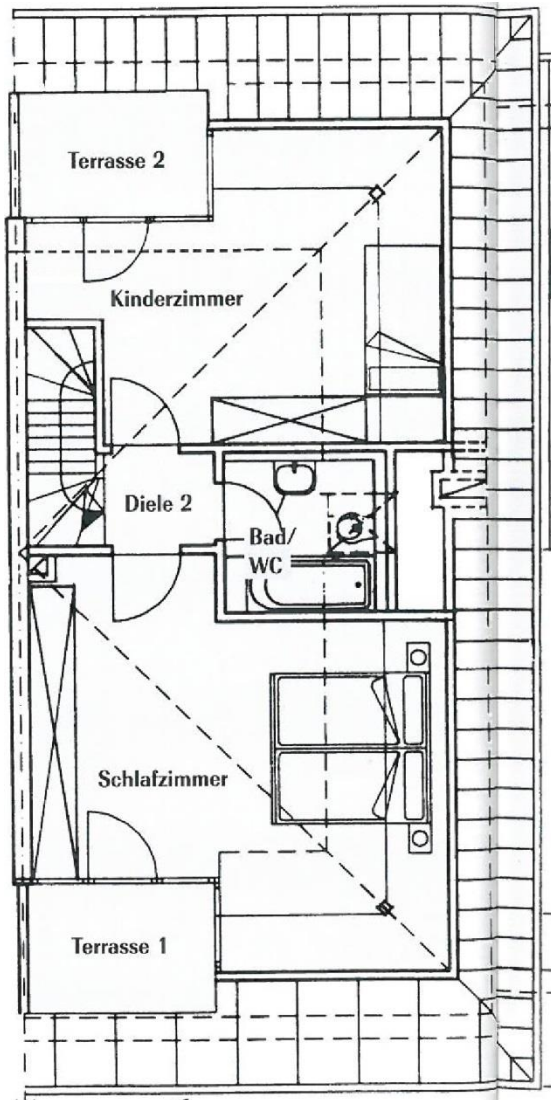 Terrasse 2
Kinderzimmer
Diele 2
Bad/
WC
Schlafzimmer
Terrasse 1